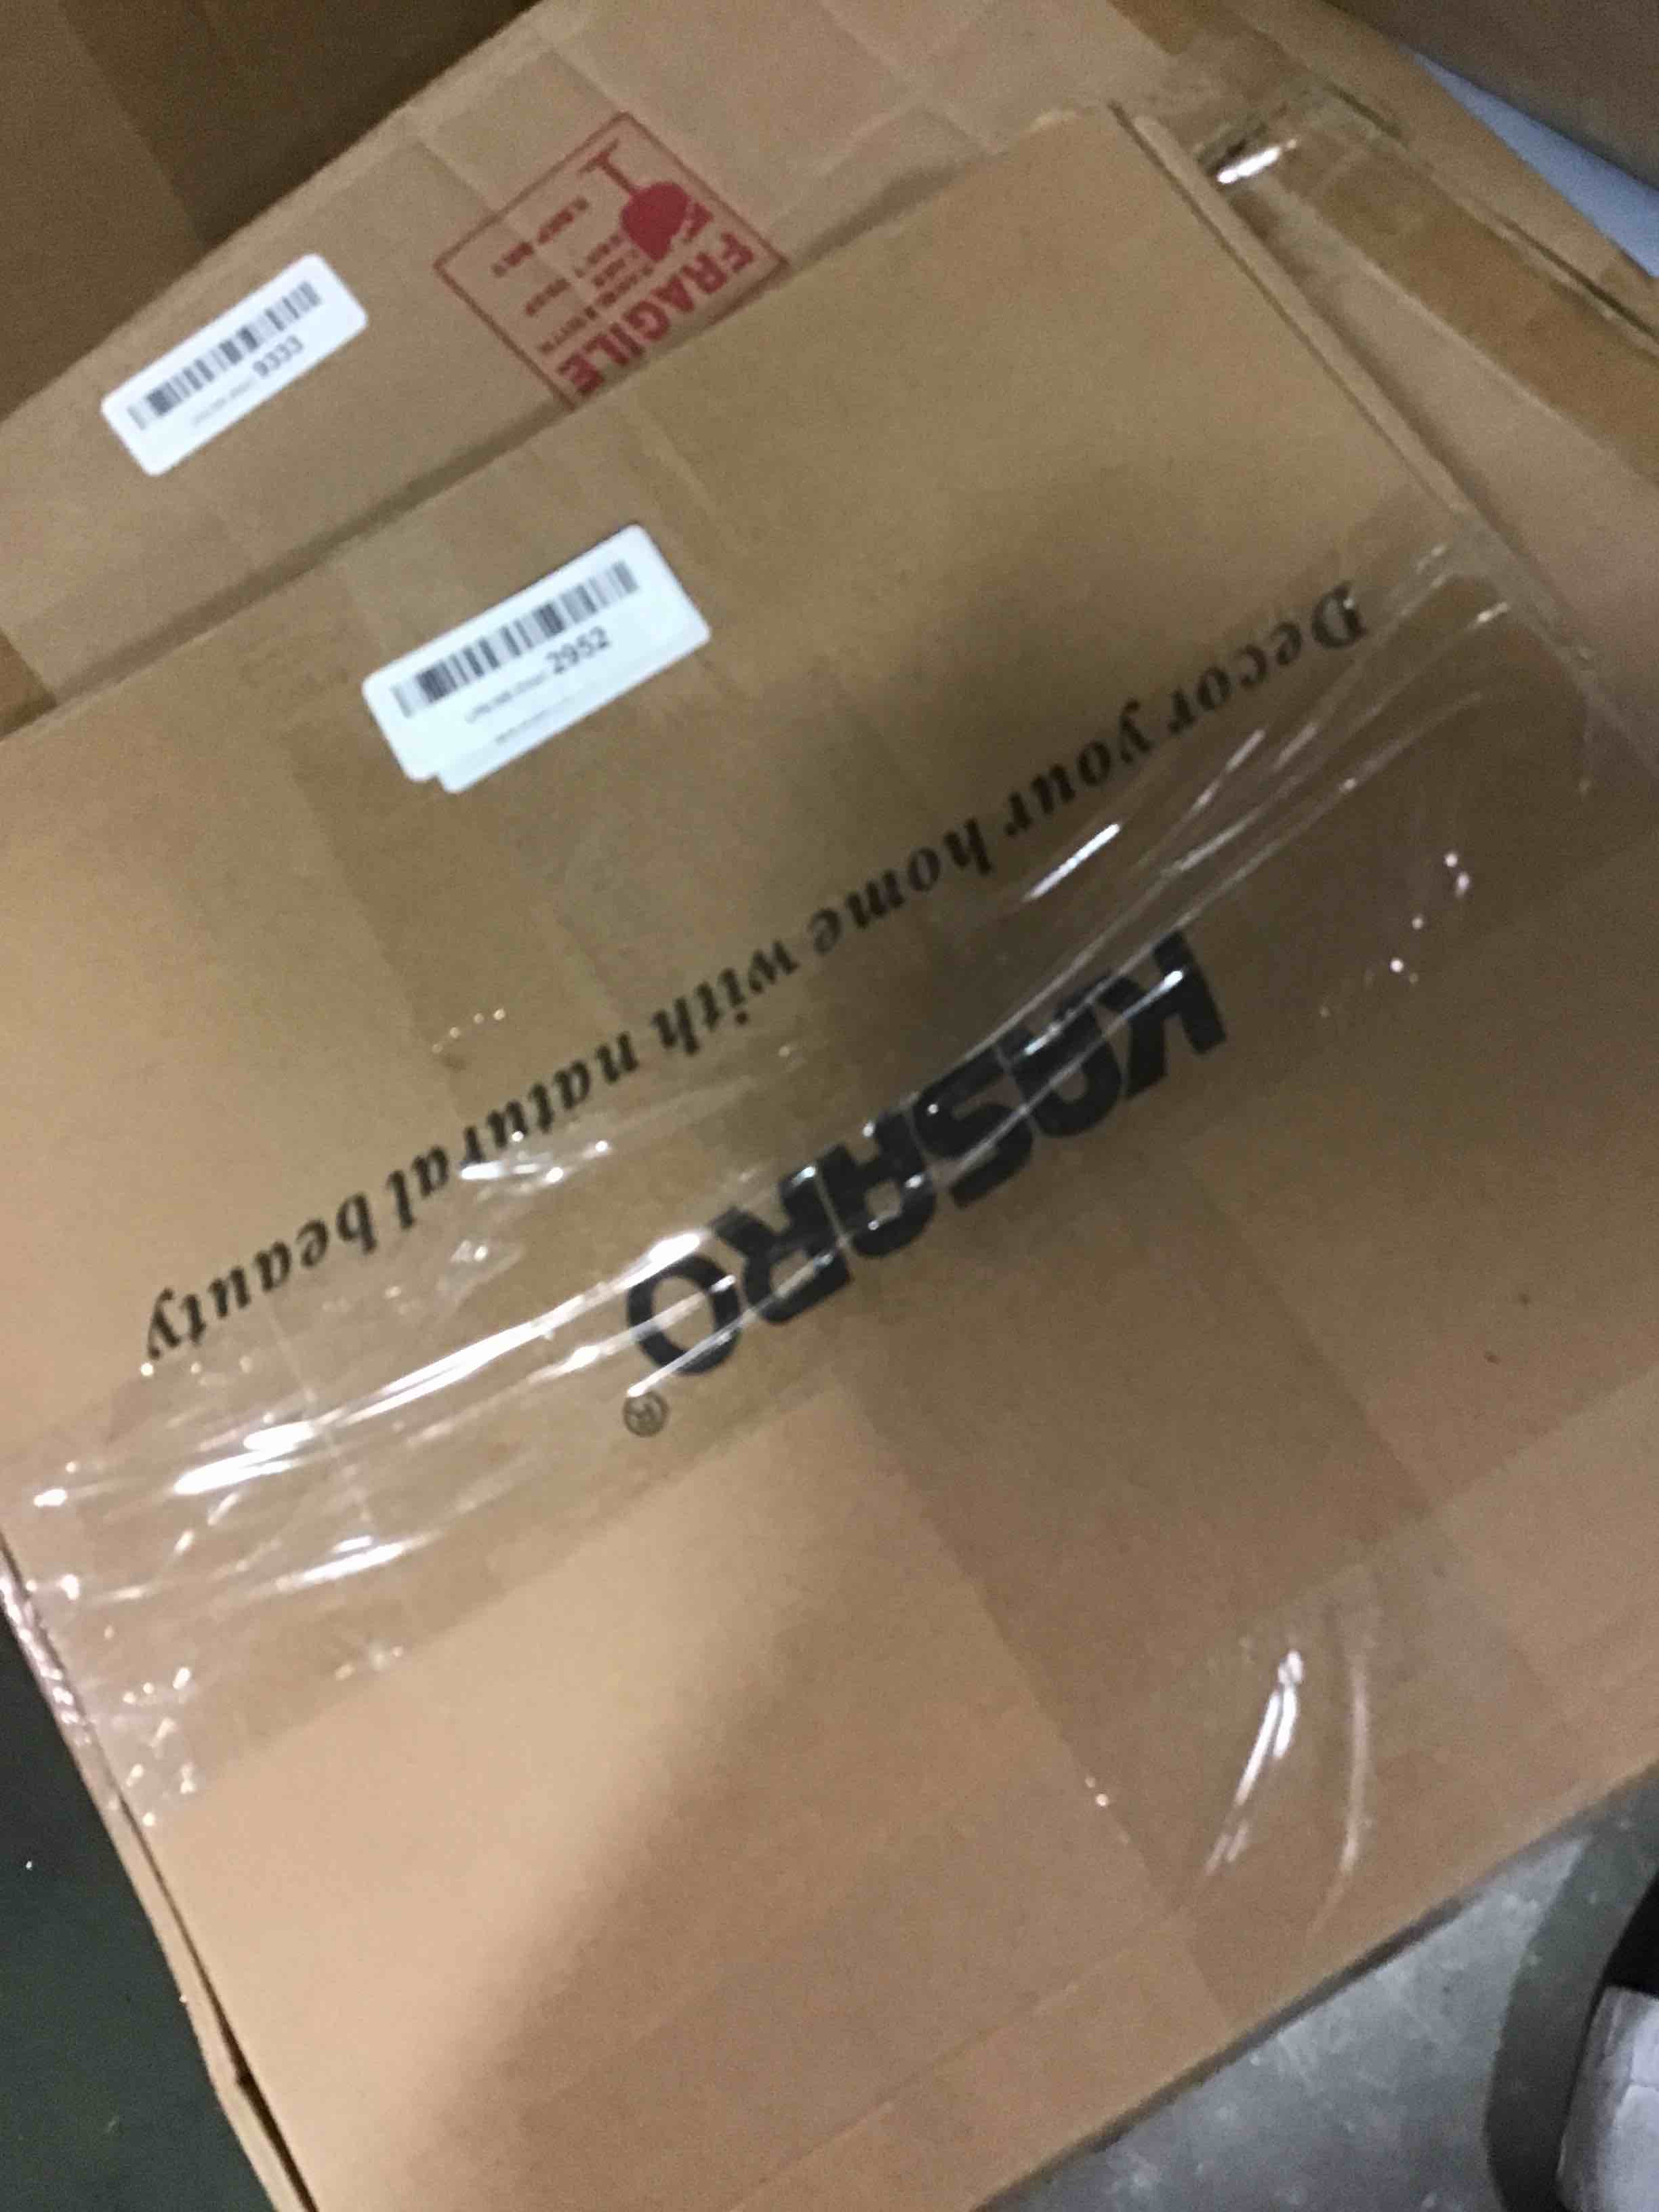 9333
FRAGILE
2952
KASARO®
Decor your home with natural beauty